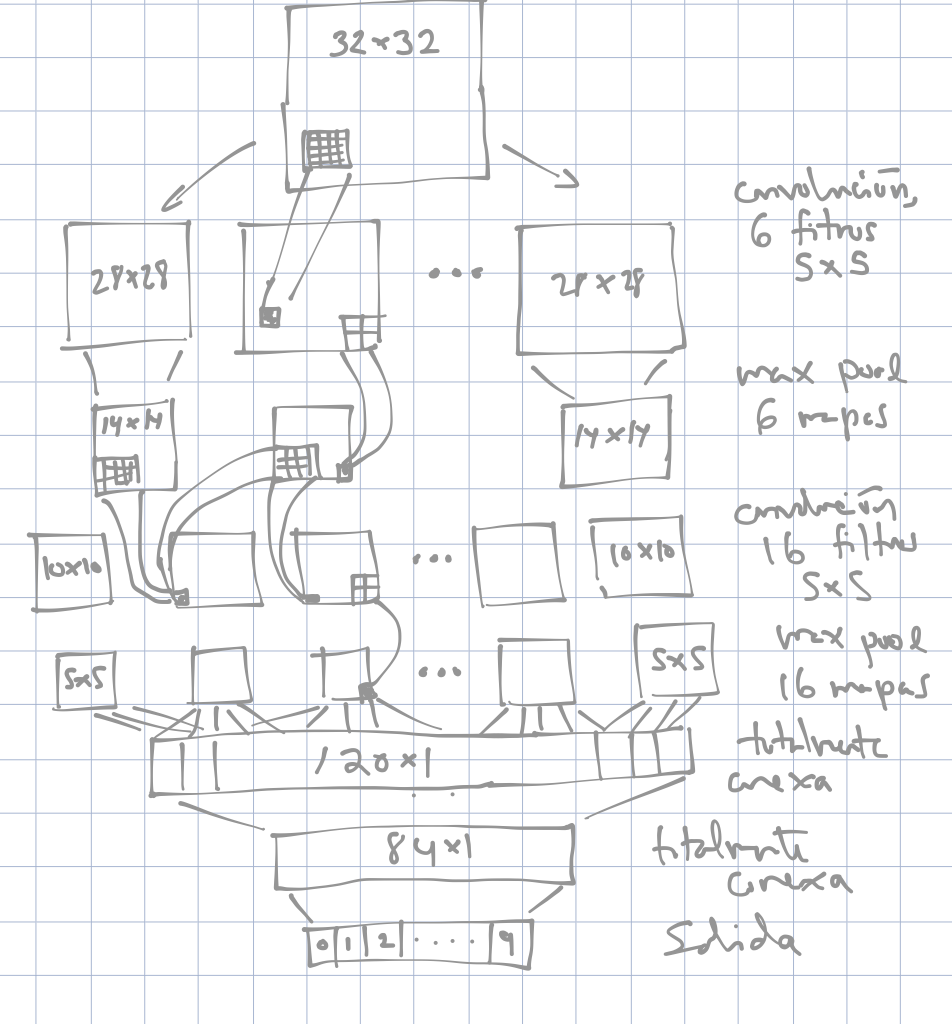 32×32
convolución,
6 filtros
5×5
28×28
28×28
max pool
6 mapas
14×14
14×14
convolución
16 filtros
5×5
10×10
10×10
max pool
16 mapas
5×5
5×5
totalmente
conexa
120×1
totalmente
conexa
84×1
Salida
0 1 2 . . . . 9